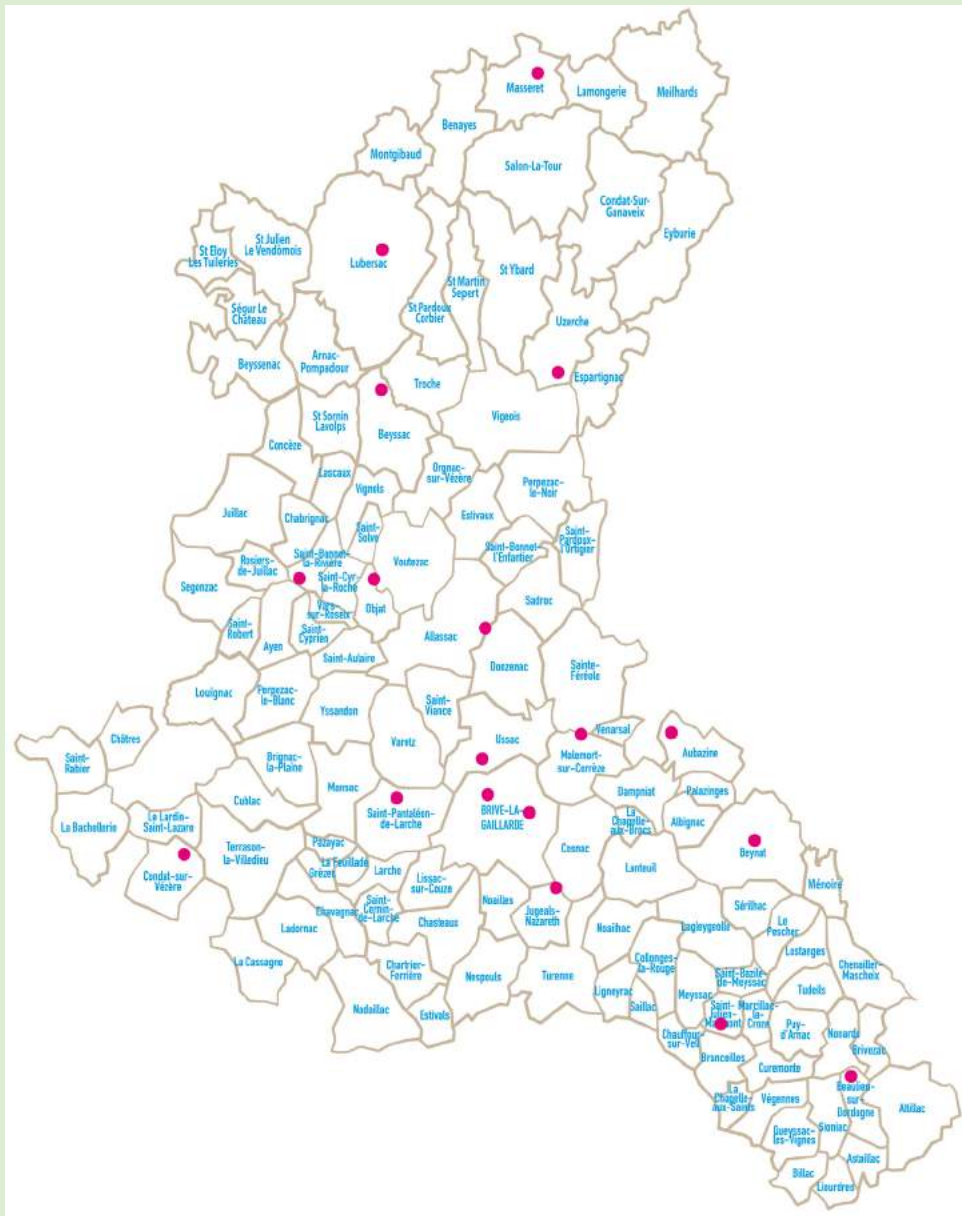 Masseret
Lamongerie
Meilhards
Benayes
Montgibaud
Salon-La-Tour
Condat-Sur-
Ganaveix
Eyburie
St Julien
Le Vendômois
St Eloy
Les Tuileries
Lubersac
St Ybard
St Martin
Sepert
St Pardoux
Corbier
Ségur Le
Château
Uzerche
Beyssenac
Arnac-
Pompadour
Troche
Espartignac
St Sornin
Lavolps
Beyssac
Vigeois
Concèze
Lascaux
Orgnac-
sur-Vézère
Perpezac-
le-Noir
Vignols
Juillac
Chabrignac
Estivaux
Saint-
Solve
Saint-
Pardoux-
l'Ortigier
Saint-Bonnet-
l'Enfantier
Saint-Bonnet-
la-Rivière
Voutezac
Rosiers-
de-Juillac
Saint-Cyr-
la-Roche
Segonzac
Sadroc
Vars-
sur-Roseix
Objat
Saint-
Robert
Saint-
Cyprien
Ayen
Allassac
Saint-Aulaire
Donzenac
Sainte-
Féréole
Louignac
Perpezac-
le-Blanc
Yssandon
Saint-
Viance
Châtres
Varetz
Ussac
Venarsal
Saint-
Rabier
Brignac-
la-Plaine
Malemort-
sur-Corrèze
Aubazine
Mansac
Dampniat
Palazinges
Cublac
Saint-Pantaléon-
de-Larche
BRIVE-LA-
GAILLARDE
La Bachellerie
Le Lardin-
Saint-Lazare
La
Chapelle-
aux-Brocs
Albignac
Terrason-
la-Villedieu
Pazayac
Cosnac
Beynat
Condat-sur-
Vézère
La Feuillade
Grèzes
Larche
Lissac-
sur-Couze
Lanteuil
Ménoire
Chavagnac
Saint-
Cernin-
de-Larche
Noailles
Sérilhac
Ladornac
Chasteaux
Jugeals-
Nazareth
Noailhac
Lagleygeolle
Le
Pescher
Lostanges
La Cassagne
Chartrier-
Ferrière
Nespouls
Turenne
Collonges-
la-Rouge
Chenailler-
Mascheix
Saint-Bazile-
de-Meyssac
Ligneyrac
Meyssac
Tudeils
Nadaillac
Estivals
Saillac
Saint-
Julien-
Maumont
Marcillac-
la-
Croze
Puy-
d'Arnac
Nonards
Chauffour-
sur-Vell
Branceilles
Brivezac
Curemonte
Beaulieu-
sur-
Dordogne
Altillac
La
Chapelle-
aux-Saints
Végennes
Sioniac
Queyssac-
les-Vignes
Astaillac
Billac
Liourdres